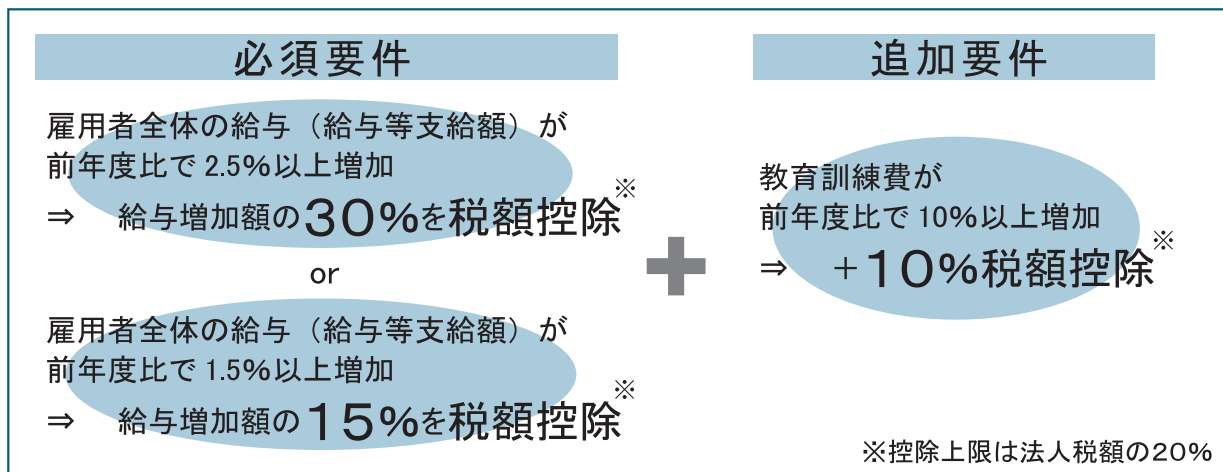 必須要件
雇用者全体の給与（給与等支給額）が
前年度比で2.5%以上増加
⇒　給与増加額の30%を税額控除※
or
雇用者全体の給与（給与等支給額）が
前年度比で1.5%以上増加
⇒　給与増加額の15%を税額控除※
+
追加要件
教育訓練費が
前年度比で10%以上増加
⇒　+10%税額控除※
※控除上限は法人税額の20%